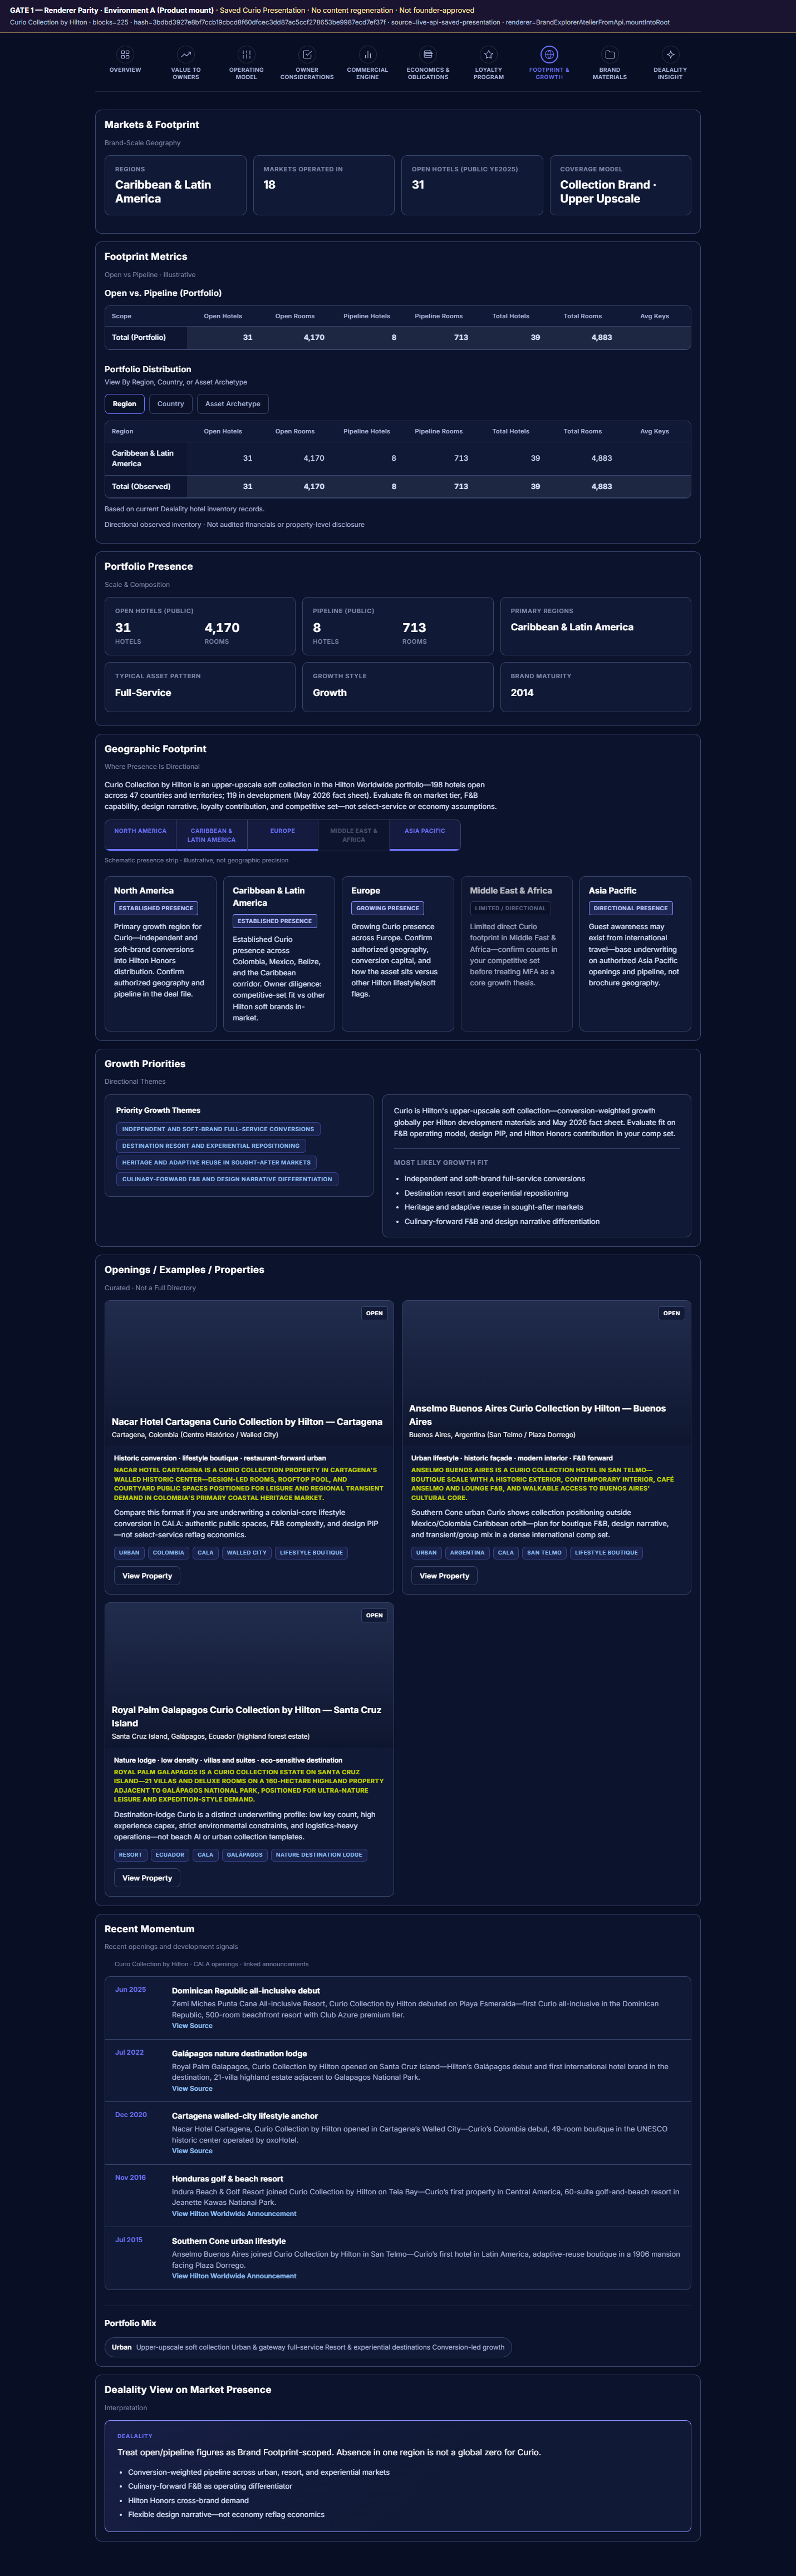 GATE 1 — Renderer Parity · Environment A (Product mount) · Saved Curio Presentation · No content regeneration · Not founder-approved
Curio Collection by Hilton · blocks=225 · hash=3bdbd3927e8bf7ccb19cbcd8f60dfcec3dd87ac5ccf278653be9987ecd7ef37f · source=live-api-saved-presentation · renderer=BrandExplorerAtelierFromApi.mountIntoRoot
OVERVIEW
VALUE TO
OWNERS
OPERATING
MODEL
OWNER
CONSIDERATIONS
COMMERCIAL
ENGINE
ECONOMICS &
OBLIGATIONS
LOYALTY
PROGRAM
FOOTPRINT &
GROWTH
BRAND
MATERIALS
DEALALITY
INSIGHT
Markets & Footprint
Brand-Scale Geography
REGIONS
Caribbean & Latin
America
MARKETS OPERATED IN
18
OPEN HOTELS (PUBLIC YE2025)
31
COVERAGE MODEL
Collection Brand ·
Upper Upscale
Footprint Metrics
Open vs Pipeline · Illustrative
Open vs. Pipeline (Portfolio)
Scope Open Hotels Open Rooms Pipeline Hotels Pipeline Rooms Total Hotels Total Rooms Avg Keys
Total (Portfolio) 31 4,170 8 713 39 4,883
Portfolio Distribution
View By Region, Country, or Asset Archetype
Region Country Asset Archetype
Region Open Hotels Open Rooms Pipeline Hotels Pipeline Rooms Total Hotels Total Rooms Avg Keys
Caribbean & Latin
America
31 4,170 8 713 39 4,883
Total (Observed) 31 4,170 8 713 39 4,883
Based on current Dealality hotel inventory records.
Directional observed inventory · Not audited financials or property-level disclosure
Portfolio Presence
Scale & Composition
OPEN HOTELS (PUBLIC)
31 4,170
HOTELS ROOMS
PIPELINE (PUBLIC)
8 713
HOTELS ROOMS
PRIMARY REGIONS
Caribbean & Latin America
TYPICAL ASSET PATTERN
Full-Service
GROWTH STYLE
Growth
BRAND MATURITY
2014
Geographic Footprint
Where Presence Is Directional
Curio Collection by Hilton is an upper-upscale soft collection in the Hilton Worldwide portfolio—198 hotels open
across 47 countries and territories; 119 in development (May 2026 fact sheet). Evaluate fit on market tier, F&B
capability, design narrative, loyalty contribution, and competitive set—not select-service or economy assumptions.
NORTH AMERICA
CARIBBEAN &
LATIN AMERICA
EUROPE
MIDDLE EAST &
AFRICA
ASIA PACIFIC
Schematic presence strip · Illustrative, not geographic precision
North America
ESTABLISHED PRESENCE
Primary growth region for
Curio—independent and
soft-brand conversions
into Hilton Honors
distribution. Confirm
authorized geography and
pipeline in the deal file.
Caribbean & Latin
America
ESTABLISHED PRESENCE
Established Curio
presence across
Colombia, Mexico, Belize,
and the Caribbean
corridor. Owner diligence:
competitive-set fit vs other
Hilton soft brands in-
market.
Europe
GROWING PRESENCE
Growing Curio presence
across Europe. Confirm
authorized geography,
conversion capital, and
how the asset sits versus
other Hilton lifestyle/soft
flags.
Middle East & Africa
LIMITED / DIRECTIONAL
Limited direct Curio
footprint in Middle East &
Africa—confirm counts in
your competitive set
before treating MEA as a
core growth thesis.
Asia Pacific
DIRECTIONAL PRESENCE
Guest awareness may
exist from international
travel—base underwriting
on authorized Asia Pacific
openings and pipeline, not
brochure geography.
Growth Priorities
Directional Themes
Priority Growth Themes
INDEPENDENT AND SOFT-BRAND FULL-SERVICE CONVERSIONS
DESTINATION RESORT AND EXPERIENTIAL REPOSITIONING
HERITAGE AND ADAPTIVE REUSE IN SOUGHT-AFTER MARKETS
CULINARY-FORWARD F&B AND DESIGN NARRATIVE DIFFERENTIATION
Curio is Hilton's upper-upscale soft collection—conversion-weighted growth
globally per Hilton development materials and May 2026 fact sheet. Evaluate fit on
F&B operating model, design PIP, and Hilton Honors contribution in your comp set.
MOST LIKELY GROWTH FIT
• Independent and soft-brand full-service conversions
• Destination resort and experiential repositioning
• Heritage and adaptive reuse in sought-after markets
• Culinary-forward F&B and design narrative differentiation
Openings / Examples / Properties
Curated · Not a Full Directory
OPEN
Nacar Hotel Cartagena Curio Collection by Hilton — Cartagena
Cartagena, Colombia (Centro Histórico / Walled City)
Historic conversion · lifestyle boutique · restaurant-forward urban
NACAR HOTEL CARTAGENA IS A CURIO COLLECTION PROPERTY IN CARTAGENA'S
WALLED HISTORIC CENTER—DESIGN-LED ROOMS, ROOFTOP POOL, AND
COURTYARD PUBLIC SPACES POSITIONED FOR LEISURE AND REGIONAL TRANSIENT
DEMAND IN COLOMBIA'S PRIMARY COASTAL HERITAGE MARKET.
Compare this format if you are underwriting a colonial-core lifestyle
conversion in CALA: authentic public spaces, F&B complexity, and design PIP
—not select-service reflag economics.
URBAN COLOMBIA CALA WALLED CITY LIFESTYLE BOUTIQUE
View Property
OPEN
Anselmo Buenos Aires Curio Collection by Hilton — Buenos
Aires
Buenos Aires, Argentina (San Telmo / Plaza Dorrego)
Urban lifestyle · historic façade · modern interior · F&B forward
ANSELMO BUENOS AIRES IS A CURIO COLLECTION HOTEL IN SAN TELMO—
BOUTIQUE SCALE WITH A HISTORIC EXTERIOR, CONTEMPORARY INTERIOR, CAFÉ
ANSELMO AND LOUNGE F&B, AND WALKABLE ACCESS TO BUENOS AIRES'
CULTURAL CORE.
Southern Cone urban Curio shows collection positioning outside
Mexico/Colombia Caribbean orbit—plan for boutique F&B, design narrative,
and transient/group mix in a dense international comp set.
URBAN ARGENTINA CALA SAN TELMO LIFESTYLE BOUTIQUE
View Property
OPEN
Royal Palm Galapagos Curio Collection by Hilton — Santa Cruz
Island
Santa Cruz Island, Galápagos, Ecuador (highland forest estate)
Nature lodge · low density · villas and suites · eco-sensitive destination
ROYAL PALM GALAPAGOS IS A CURIO COLLECTION ESTATE ON SANTA CRUZ
ISLAND—21 VILLAS AND DELUXE ROOMS ON A 160-HECTARE HIGHLAND PROPERTY
ADJACENT TO GALÁPAGOS NATIONAL PARK, POSITIONED FOR ULTRA-NATURE
LEISURE AND EXPEDITION-STYLE DEMAND.
Destination-lodge Curio is a distinct underwriting profile: low key count, high
experience capex, strict environmental constraints, and logistics-heavy
operations—not beach AI or urban collection templates.
RESORT ECUADOR CALA GALÁPAGOS NATURE DESTINATION LODGE
View Property
Recent Momentum
Recent openings and development signals
Curio Collection by Hilton · CALA openings · linked announcements
Jun 2025
Dominican Republic all-inclusive debut
Zemi Miches Punta Cana All-Inclusive Resort, Curio Collection by Hilton debuted on Playa Esmeralda—first Curio all-inclusive in the Dominican
Republic, 500-room beachfront resort with Club Azure premium tier.
View Source
Jul 2022
Galápagos nature destination lodge
Royal Palm Galapagos, Curio Collection by Hilton opened on Santa Cruz Island—Hilton's Galápagos debut and first international hotel brand in the
destination, 21-villa highland estate adjacent to Galapagos National Park.
View Source
Dec 2020
Cartagena walled-city lifestyle anchor
Nacar Hotel Cartagena, Curio Collection by Hilton opened in Cartagena's Walled City—Curio's Colombia debut, 49-room boutique in the UNESCO
historic center operated by oxoHotel.
View Source
Nov 2016
Honduras golf & beach resort
Indura Beach & Golf Resort joined Curio Collection by Hilton on Tela Bay—Curio's first property in Central America, 60-suite golf-and-beach resort in
Jeanette Kawas National Park.
View Hilton Worldwide Announcement
Jul 2015
Southern Cone urban lifestyle
Anselmo Buenos Aires joined Curio Collection by Hilton in San Telmo—Curio's first hotel in Latin America, adaptive-reuse boutique in a 1906 mansion
facing Plaza Dorrego.
View Hilton Worldwide Announcement
Portfolio Mix
Urban Upper-upscale soft collection Urban & gateway full-service Resort & experiential destinations Conversion-led growth
Dealality View on Market Presence
Interpretation
DEALALITY
Treat open/pipeline figures as Brand Footprint-scoped. Absence in one region is not a global zero for Curio.
• Conversion-weighted pipeline across urban, resort, and experiential markets
• Culinary-forward F&B as operating differentiator
• Hilton Honors cross-brand demand
• Flexible design narrative—not economy reflag economics